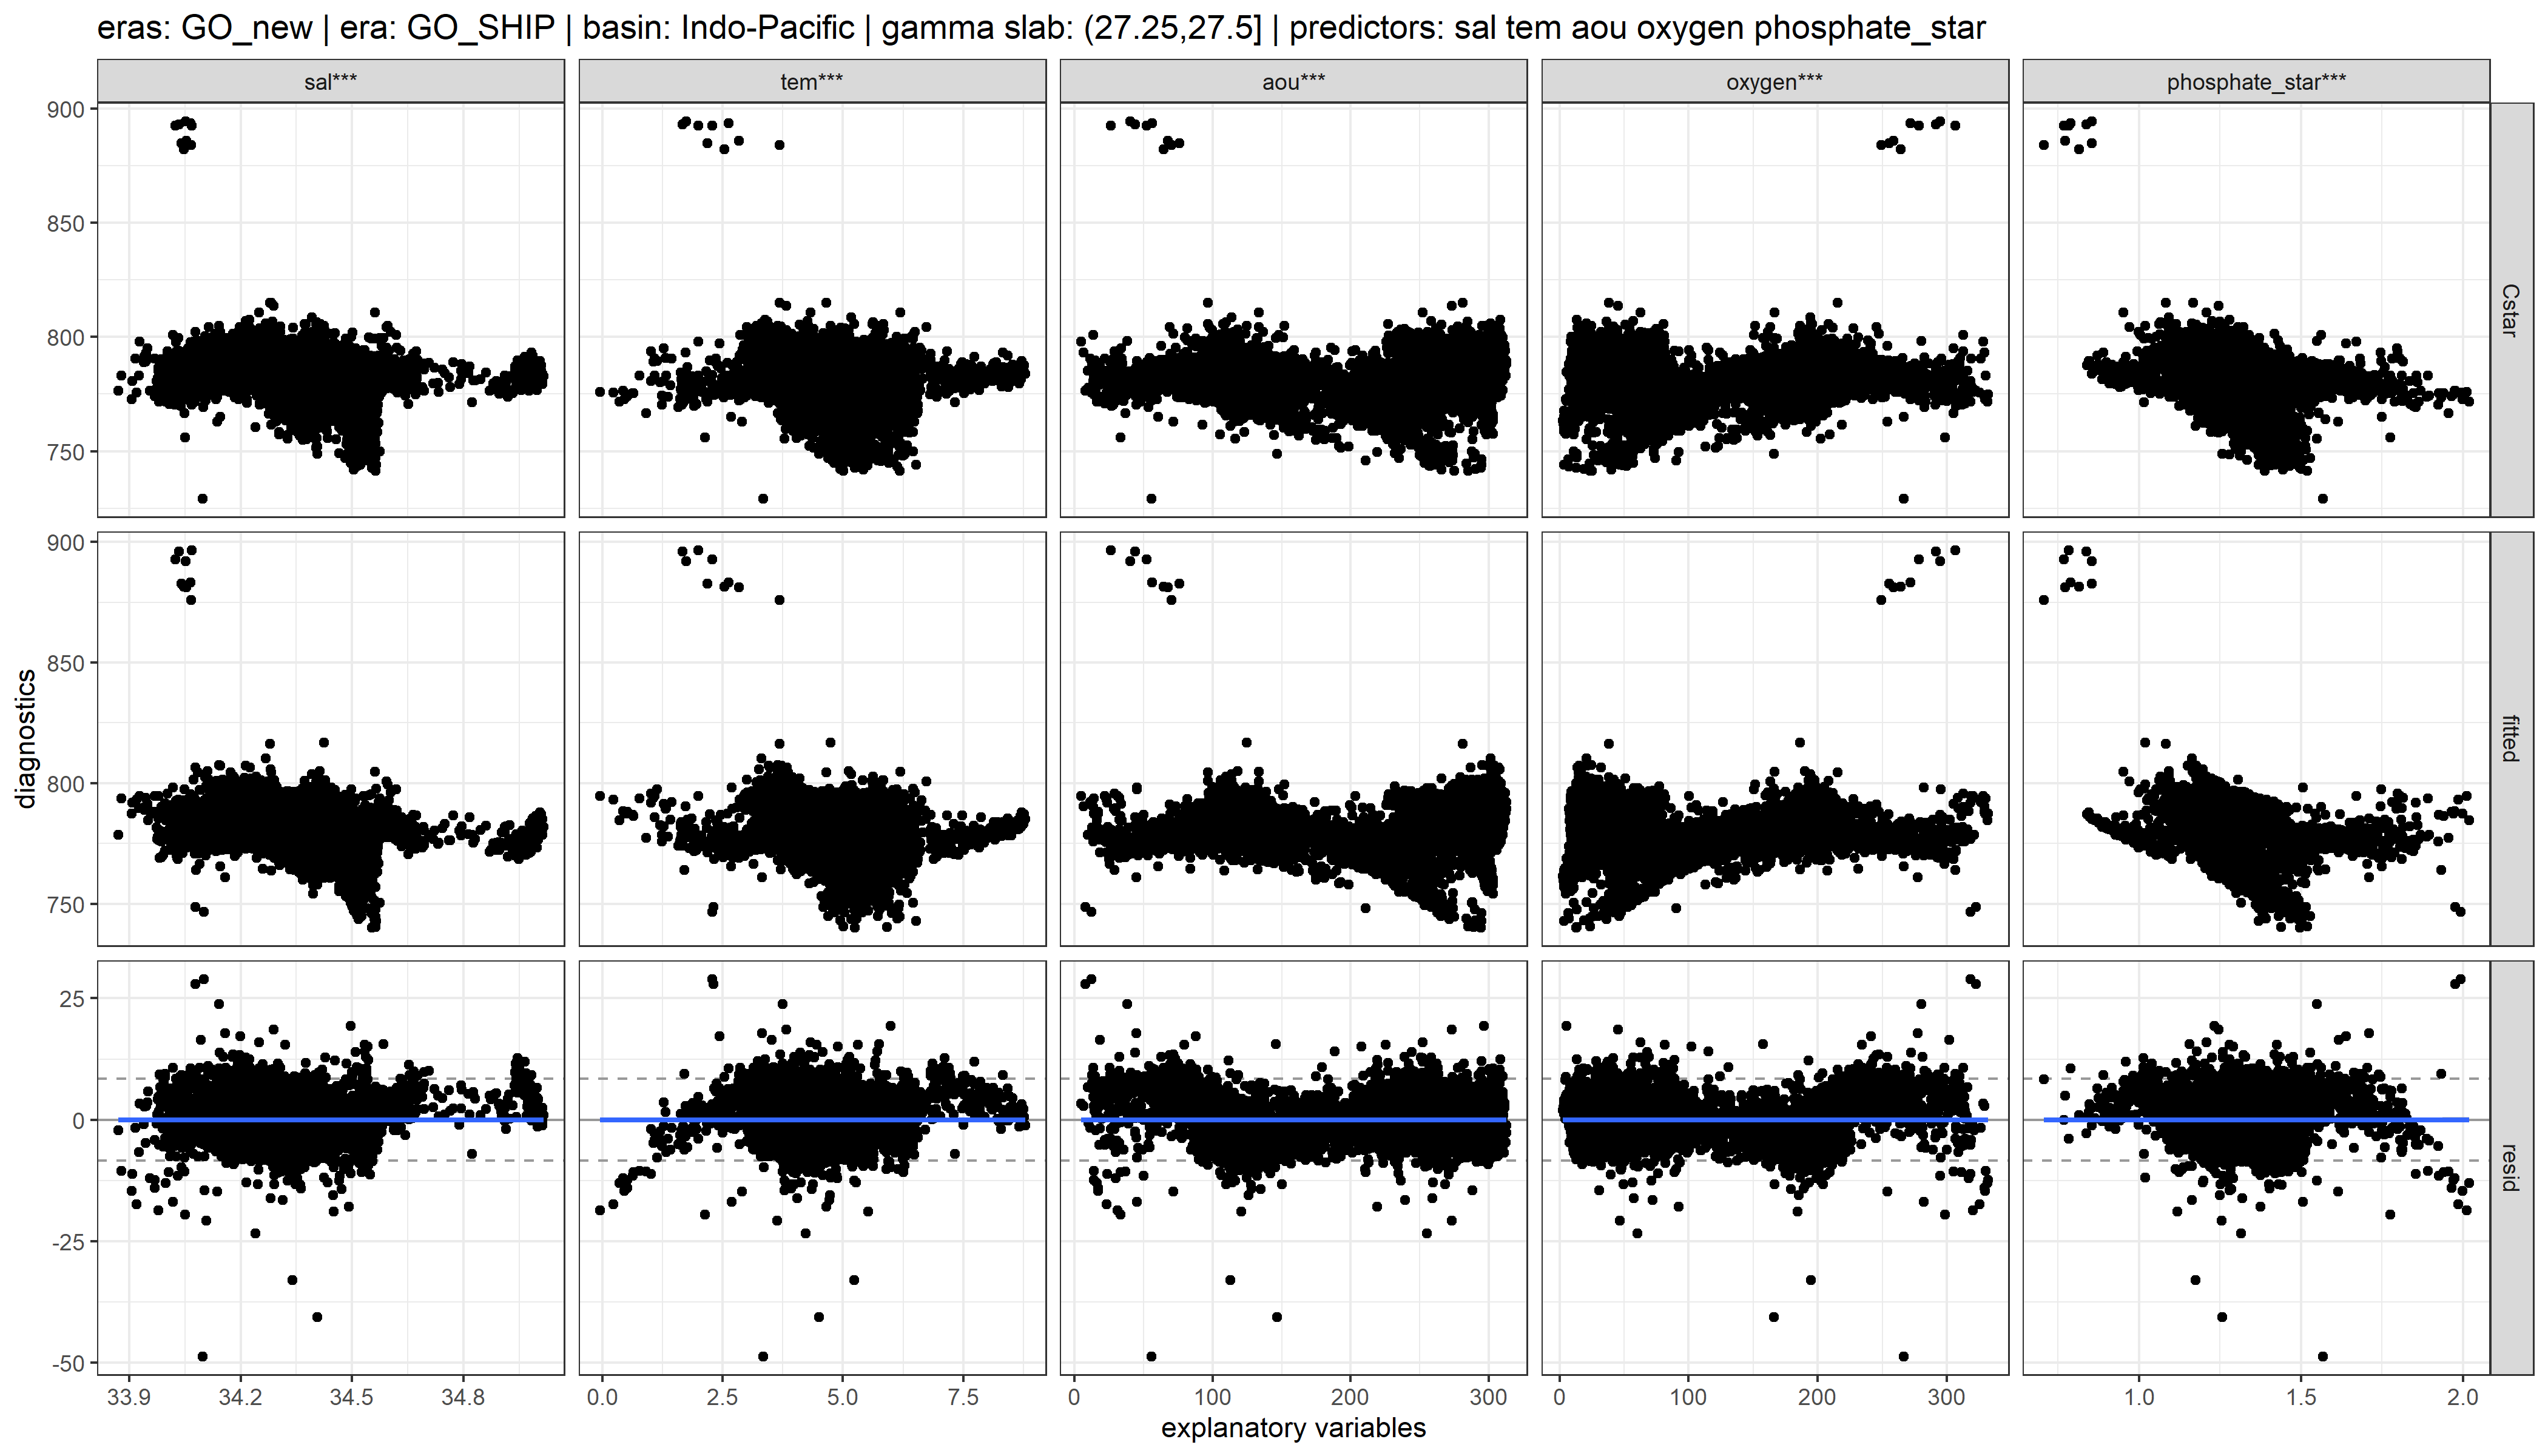 eras: GO_new | era: GO_SHIP | basin: Indo-Pacific | gamma slab: (27.25,27.5] | predictors: sal tem aou oxygen phosphate_star
sal*** tem*** aou*** oxygen*** phosphate_star***
900
850
800
750
Cstar
900
850
800
750
fitted
diagnostics
25
0
-25
-50
resid
33.9 34.2 34.5 34.8 0.0 2.5 5.0 7.5 0 100 200 300 0 100 200 300 1.0 1.5 2.0
explanatory variables